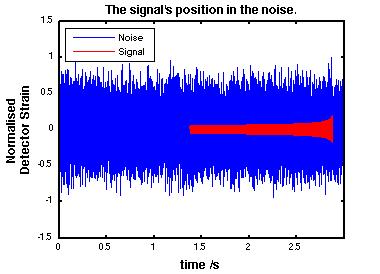 The signal's position in the noise.
Noise
Signal
Normalised
Detector Strain
1.5
1
0.5
0
-0.5
-1
-1.5
0
0.5
1
1.5
2
2.5
time /s